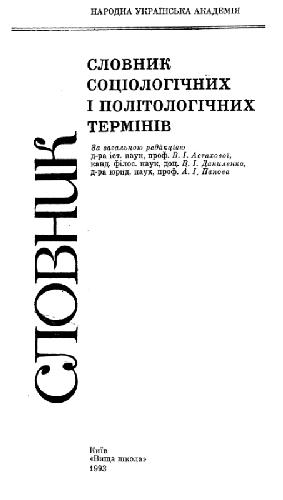 НАРОДНА УКРАЇНСЬКА АКАДЕМІЯ
СЛОВНИК
СОЦІОЛОГІЧНИХ
І ПОЛІТОЛОГІЧНИХ
ТЕРМІНІВ
За загальною редакцією
д-ра іст. наук, проф. В. І. Астахової,
канд. філос. наук, доц. В. І. Даниленко,
д-ра юрид. наук, проф. А. І. Панова
СЛОВНИК
Київ
«Вища школа»
1993